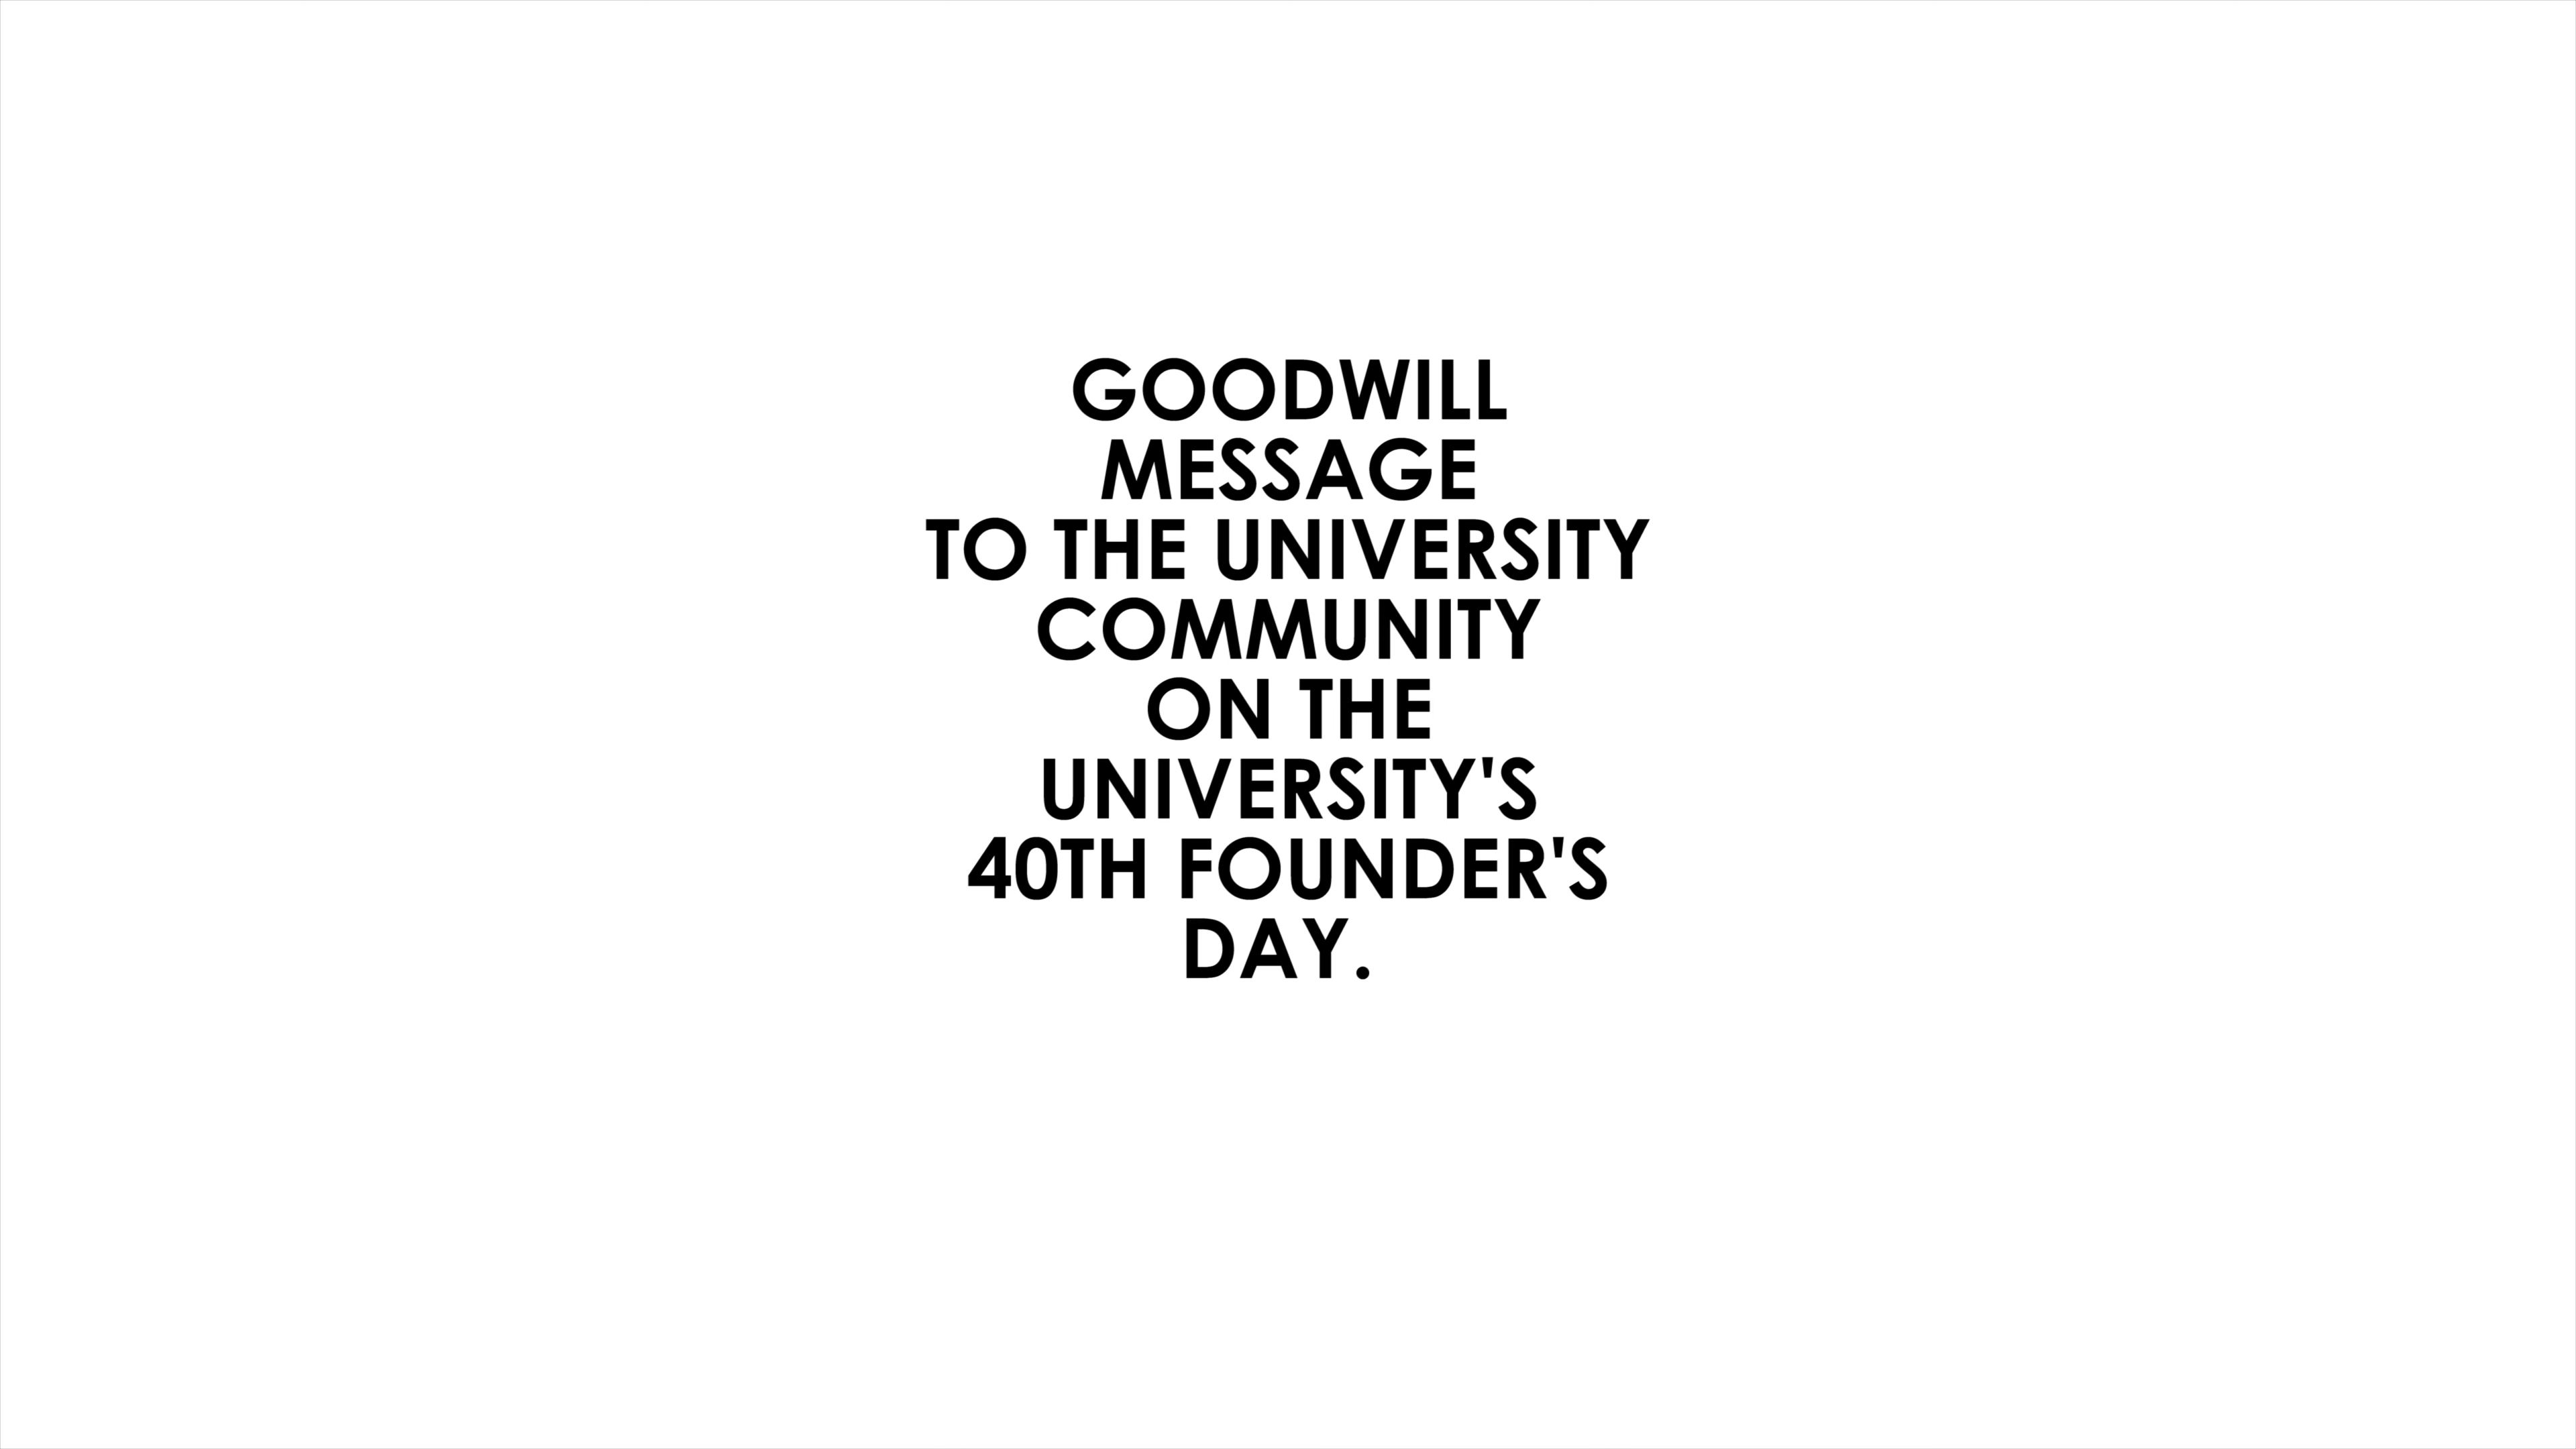 GOODWILL
MESSAGE
TO THE UNIVERSITY
COMMUNITY
ON THE
UNIVERSITY'S
40TH FOUNDER'S
DAY.